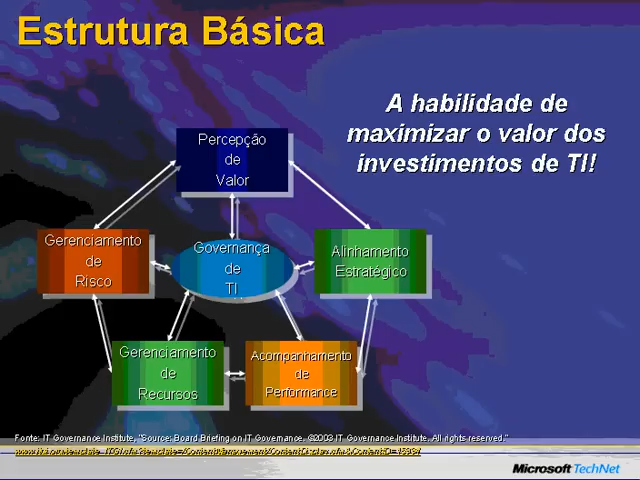 Estrutura Básica
A habilidade de
maximizar o valor dos
investimentos de TI!
Percepção
de
Valor
Gerenciamento
de
Risco
Governança
de
TI
Alinhamento
Estratégico
Gerenciamento
de
Recursos
Acompanhamento
de
Performance
Fonte: IT Governance Institute, "Source: Board Briefing on IT Governance. ©2003 IT Governance Institute. All rights reserved."
Microsoft TechNet